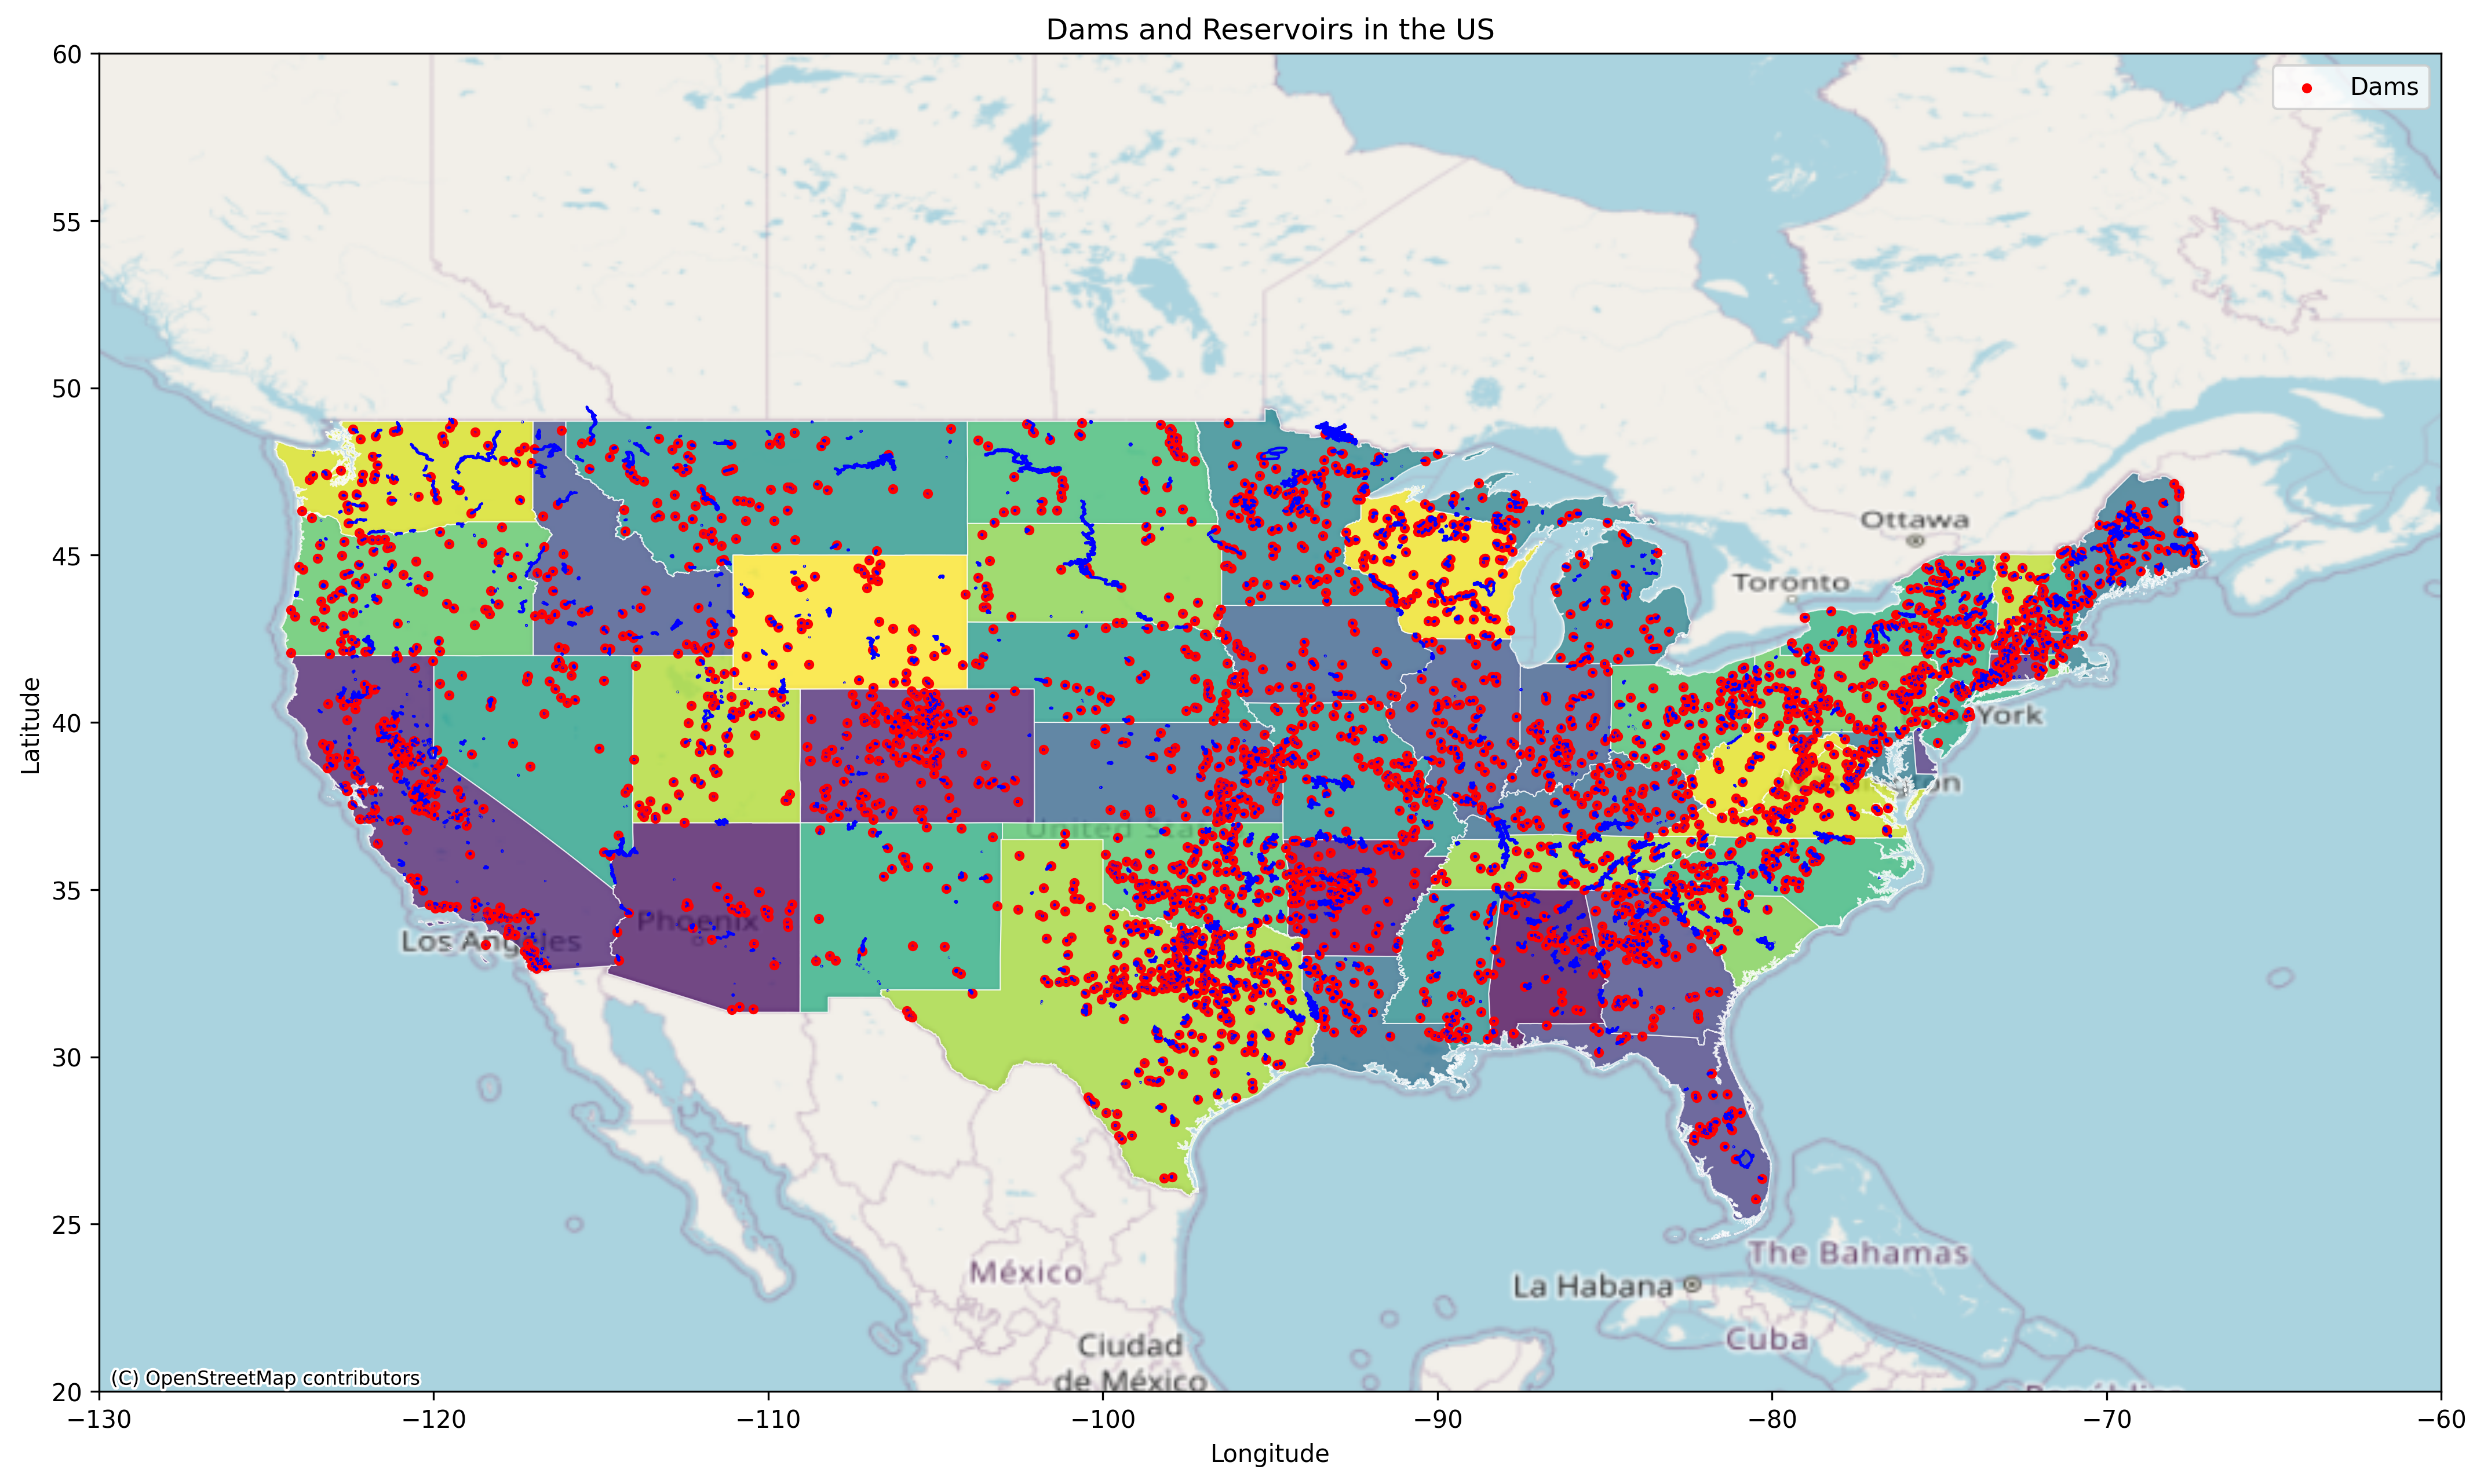 Dams and Reservoirs in the US
Dams
60
55
50
45
40
35
30
25
20
Latitude
Ottawa
Toronto
York
United
Phoenix
Los Angeles
México
The Bahamas
La Habana
Cuba
Ciudad
de México
(C) OpenStreetMap contributors
−130
−120
−110
−100
−90
−80
−70
−60
Longitude